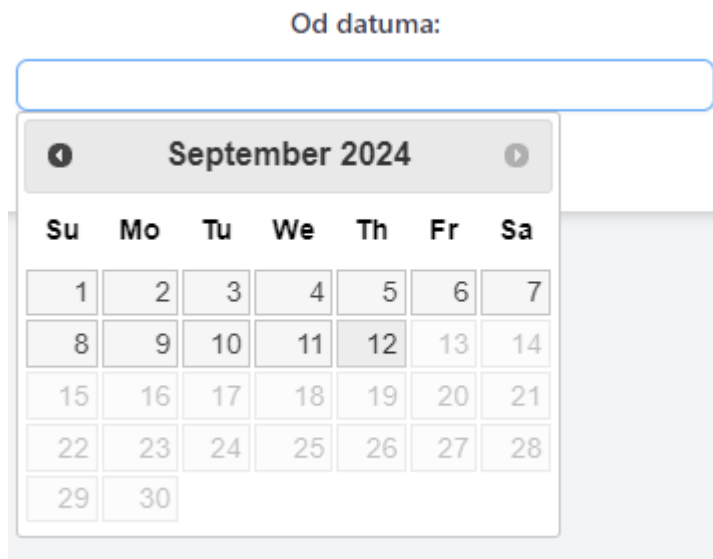 Od datuma:
September 2024
Su Mo Tu We Th Fr Sa
1 2 3 4 5 6 7
8 9 10 11 12 13 14
15 16 17 18 19 20 21
22 23 24 25 26 27 28
29 30